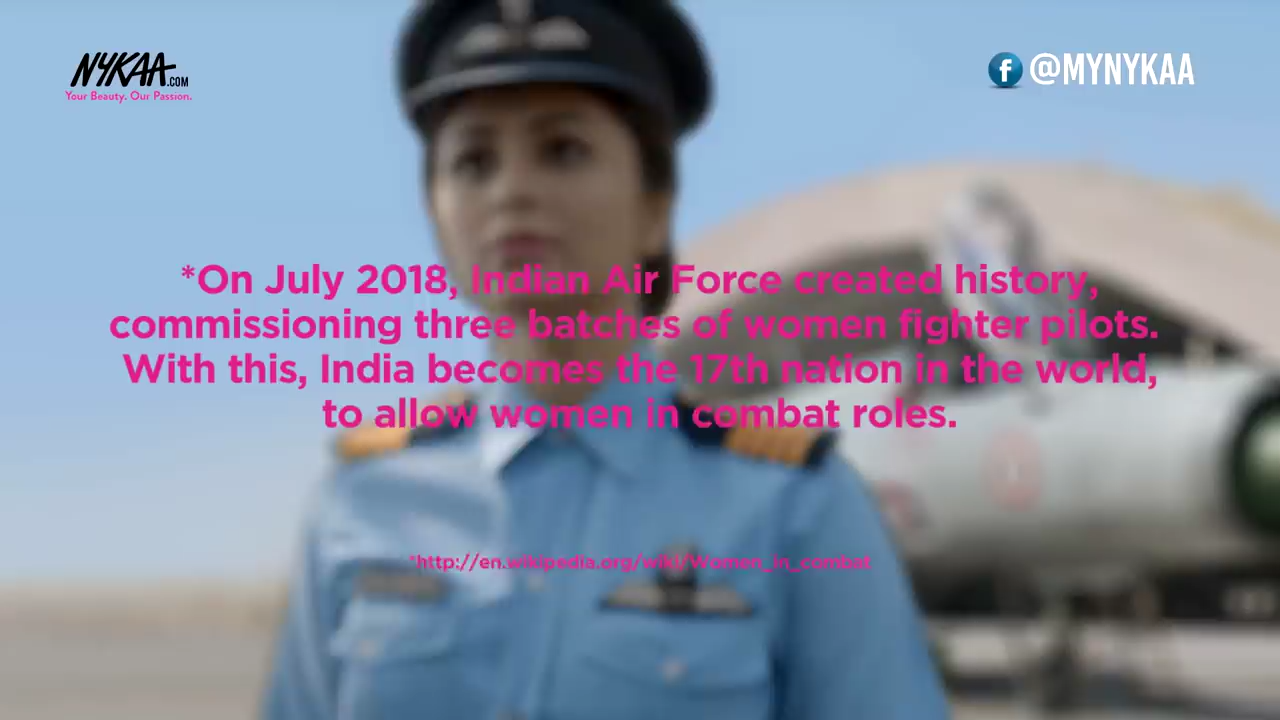 NYKAA.COM
Your Beauty. Our Passion.
f @MYNYKAA
*On July 2018, Indian Air Force created history,
commissioning three batches of women fighter pilots.
With this, India becomes the 17th nation in the world,
to allow women in combat roles.
*http://en.wikipedia.org/wiki/Women_in_combat